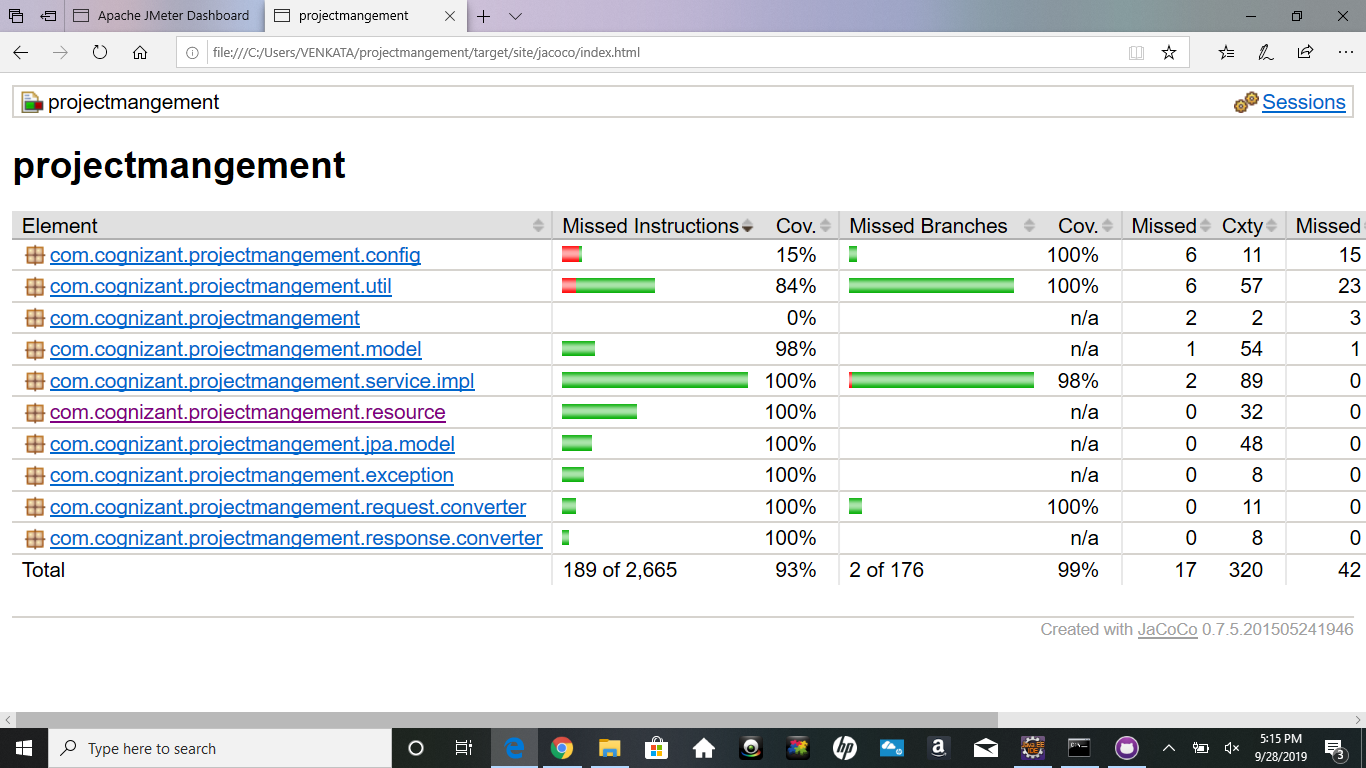 Apache JMeter Dashboard projectmangement
file:///C:/Users/VENKATA/projectmangement/target/site/jacoco/index.html
projectmangement Sessions
projectmangement
Element Missed Instructions Cov. Missed Branches Cov. Missed Cxty Missed
com.cognizant.projectmangement.config 15% 100% 6 11 15
com.cognizant.projectmangement.util 84% 100% 6 57 23
com.cognizant.projectmangement 0% n/a 2 2 3
com.cognizant.projectmangement.model 98% n/a 1 54 1
com.cognizant.projectmangement.service.impl 100% 98% 2 89 0
com.cognizant.projectmangement.resource 100% n/a 0 32 0
com.cognizant.projectmangement.jpa.model 100% n/a 0 48 0
com.cognizant.projectmangement.exception 100% n/a 0 8 0
com.cognizant.projectmangement.request.converter 100% 100% 0 11 0
com.cognizant.projectmangement.response.converter 100% n/a 0 8 0
Total 189 of 2,665 93% 2 of 176 99% 17 320 42
Created with JaCoCo 0.7.5.201505241946
Type here to search
5:15 PM
9/28/2019
3